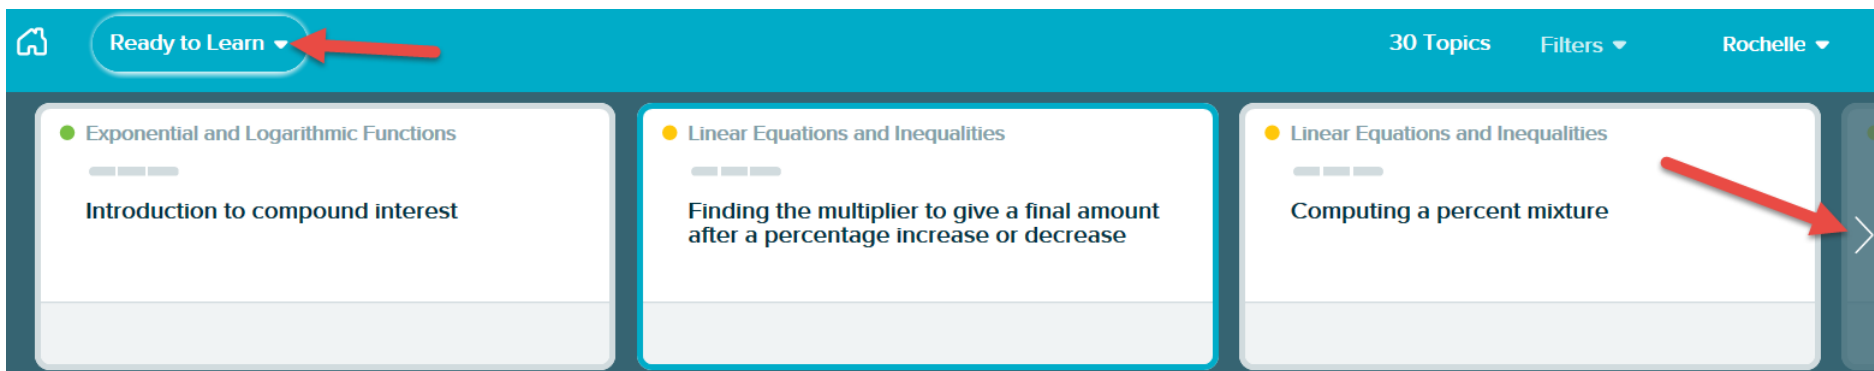 Ready to Learn
30 Topics
Filters
Rochelle
Exponential and Logarithmic Functions
Introduction to compound interest
Linear Equations and Inequalities
Finding the multiplier to give a final amount
after a percentage increase or decrease
Linear Equations and Inequalities
Computing a percent mixture